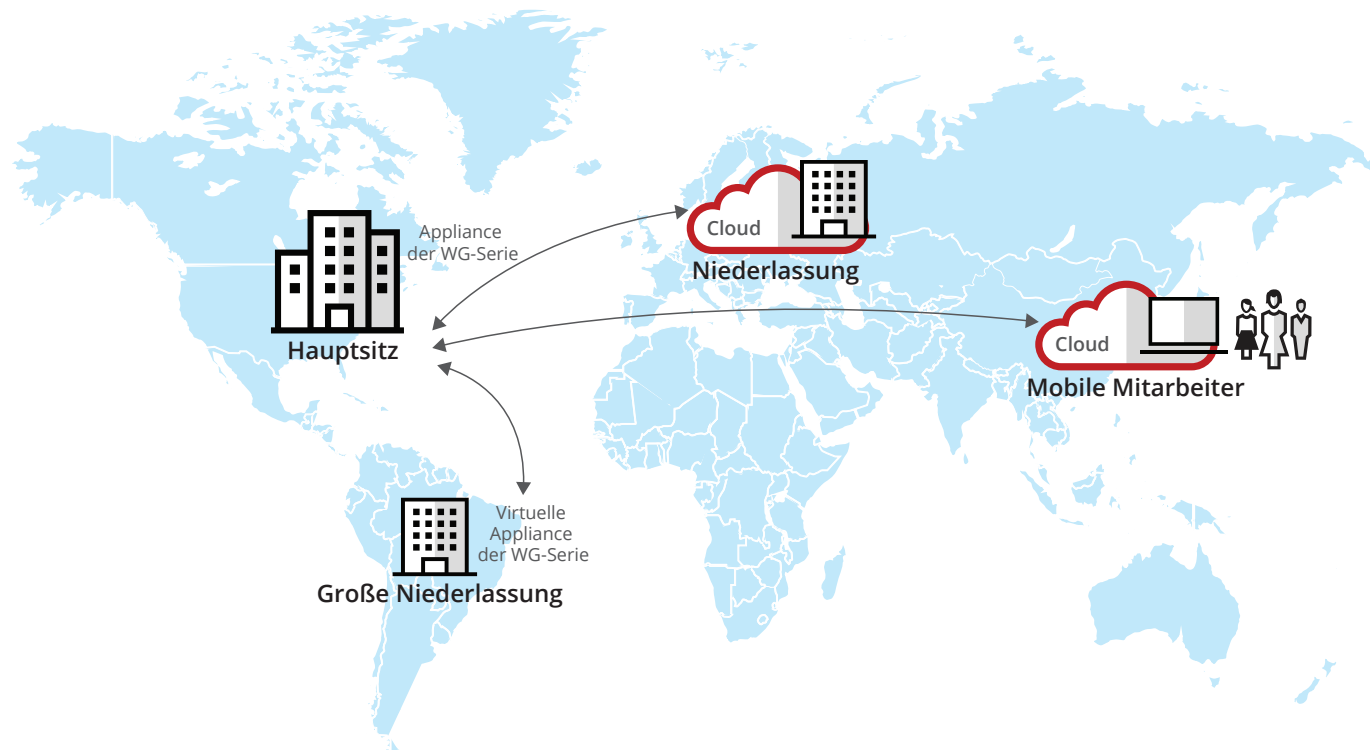 Appliance
der WG-Serie
Hauptsitz
Cloud
Niederlassung
Cloud
Mobile Mitarbeiter
Virtuelle
Appliance
der WG-Serie
Große Niederlassung